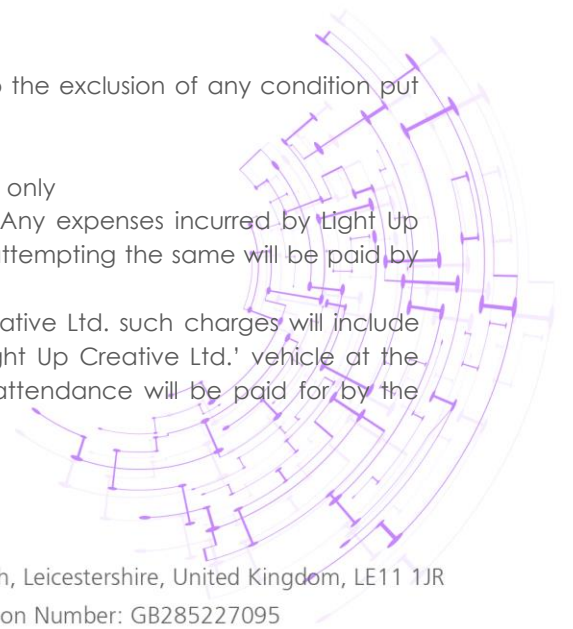 the exclusion of any condition put
only
Any expenses incurred by Light Up
attempting the same will be paid by
ative Ltd. such charges will include
ght Up Creative Ltd.' vehicle at the
attendance will be paid for by the
h, Leicestershire, United Kingdom, LE11 1JR
on Number: GB285227095